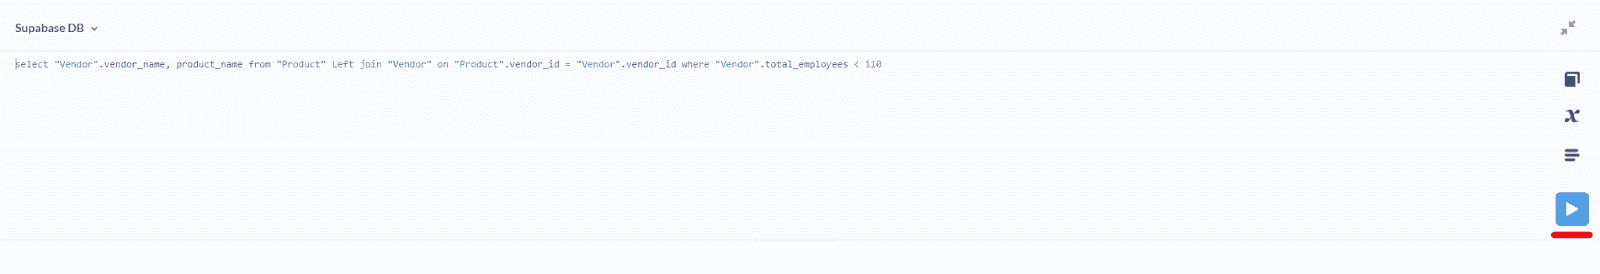 Supabase DB
select "Vendor".vendor_name, product_name from "Product" Left join "Vendor" on "Product".vendor_id = "Vendor".vendor_id where "Vendor".total_employees < 110
x